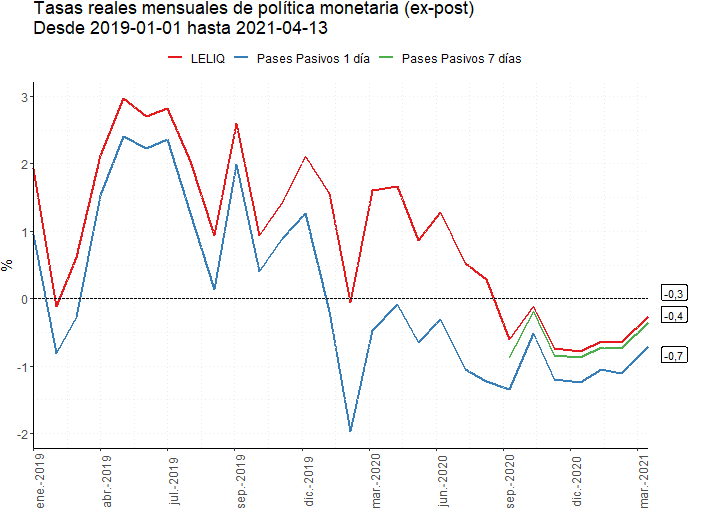 Tasas reales mensuales de política monetaria (ex-post)
Desde 2019-01-01 hasta 2021-04-13
LELIQ Pases Pasivos 1 día Pases Pasivos 7 días
3
2
1
0
-1
-2
%
-0,3
-0,4
-0,7
ene.-2019
abr.-2019
jul.-2019
sep.-2019
dic.-2019
mar.-2020
jun.-2020
sep.-2020
dic.-2020
mar.-2021